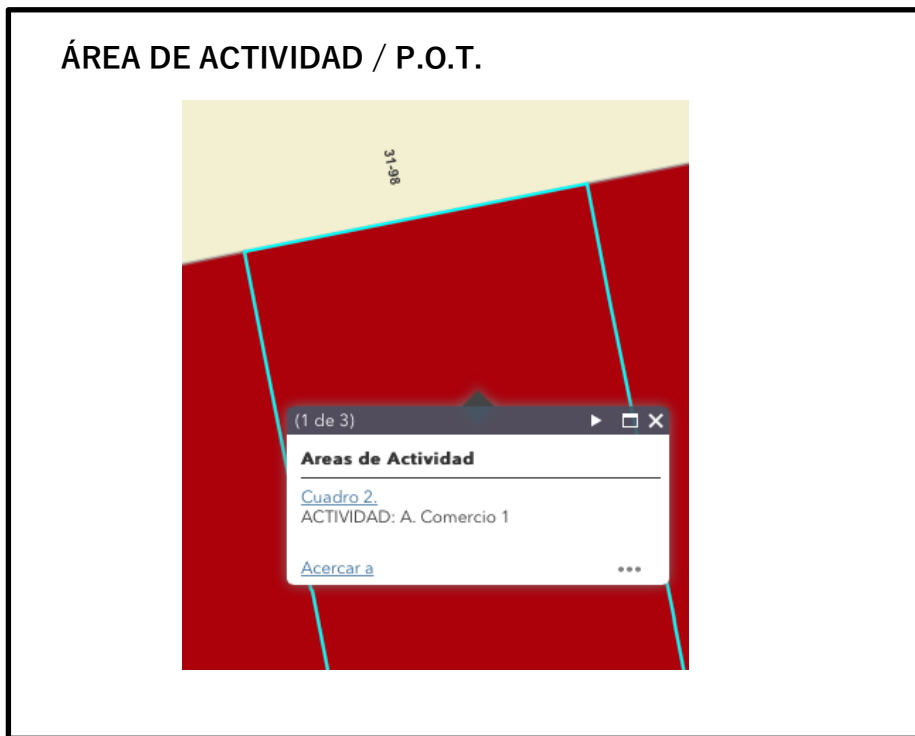 ÁREA DE ACTIVIDAD / P.O.T.
31-98
(1 de 3)
Areas de Actividad
Cuadro 2.
ACTIVIDAD: A. Comercio 1
Acercar a